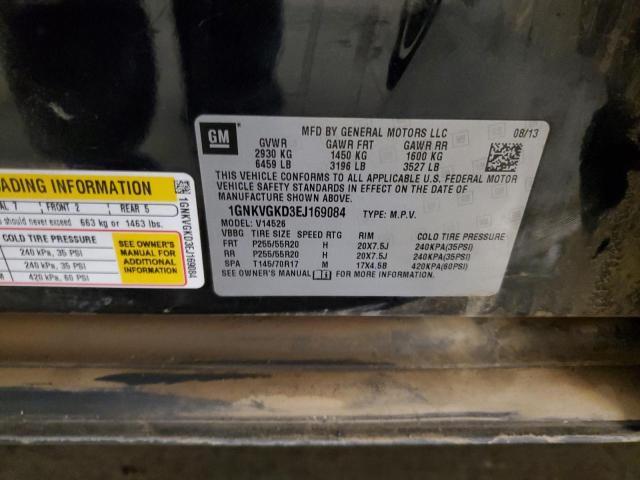 ADING INFORMATION
AL 7 FRONT 2 REAR 5
should never exceed 663 kg or 1463 lbs.
COLD TIRE PRESSURE
240 kPa, 35 PSI
240 kPa, 35 PSI
420 kPa, 60 PSI
SEE OWNER'S
MANUAL FOR
ADDITIONAL
INFORMATION
1GNKVGKD3EJ169084
GM
MFD BY GENERAL MOTORS LLC 08/13
GVWR GAWR FRT GAWR RR
2930 KG 1450 KG 1600 KG
6459 LB 3196 LB 3527 LB
THIS VEHICLE CONFORMS TO ALL APPLICABLE U.S. FEDERAL MOTOR
VEHICLE SAFETY STANDARDS IN EFFECT ON THE DATE OF
MANUFACTURE SHOWN ABOVE.
1GNKVGKD3EJ169084 TYPE: M.P.V.
MODEL: V14526
VBBG TIRE SIZE SPEED RTG RIM COLD TIRE PRESSURE
FRT P255/55R20 H 20X7.5J 240KPA(35PSI)
RR P255/55R20 H 20X7.5J 240KPA(35PSI)
SPA T145/70R17 M 17X4.5B 420KPA(60PSI)
SEE OWNER'S MANUAL FOR MORE INFORMATION.